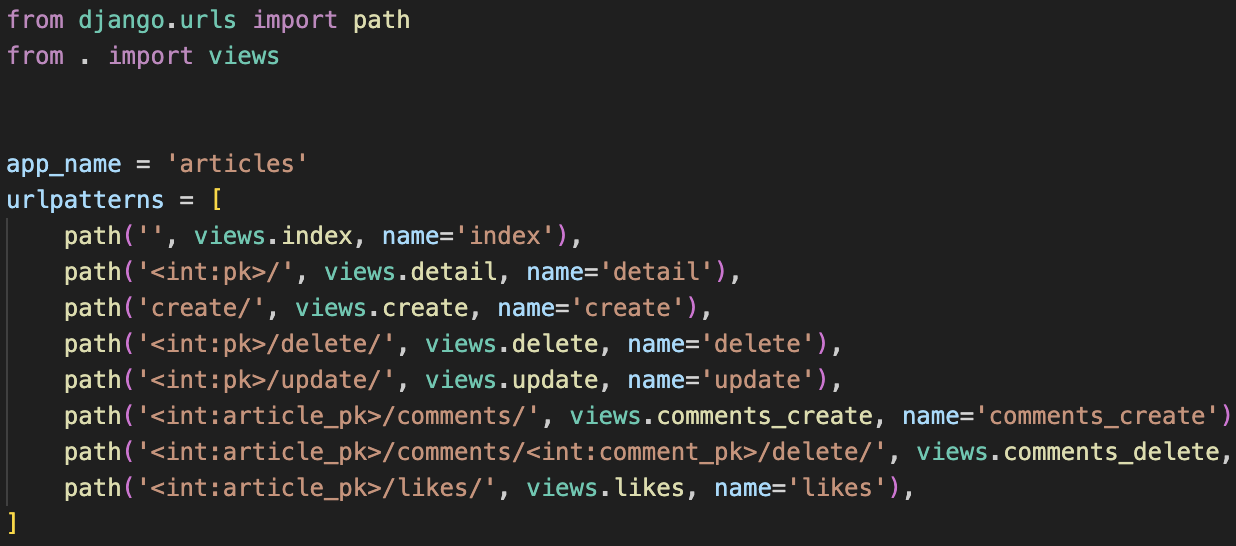 from django.urls import path
from . import views
app_name = 'articles'
urlpatterns = [
    path('', views.index, name='index'),
    path('<int:pk>/', views.detail, name='detail'),
    path('create/', views.create, name='create'),
    path('<int:pk>/delete/', views.delete, name='delete'),
    path('<int:pk>/update/', views.update, name='update'),
    path('<int:article_pk>/comments/', views.comments_create, name='comments_create')
    path('<int:article_pk>/comments/<int:comment_pk>/delete/', views.comments_delete,
    path('<int:article_pk>/likes/', views.likes, name='likes'),
]